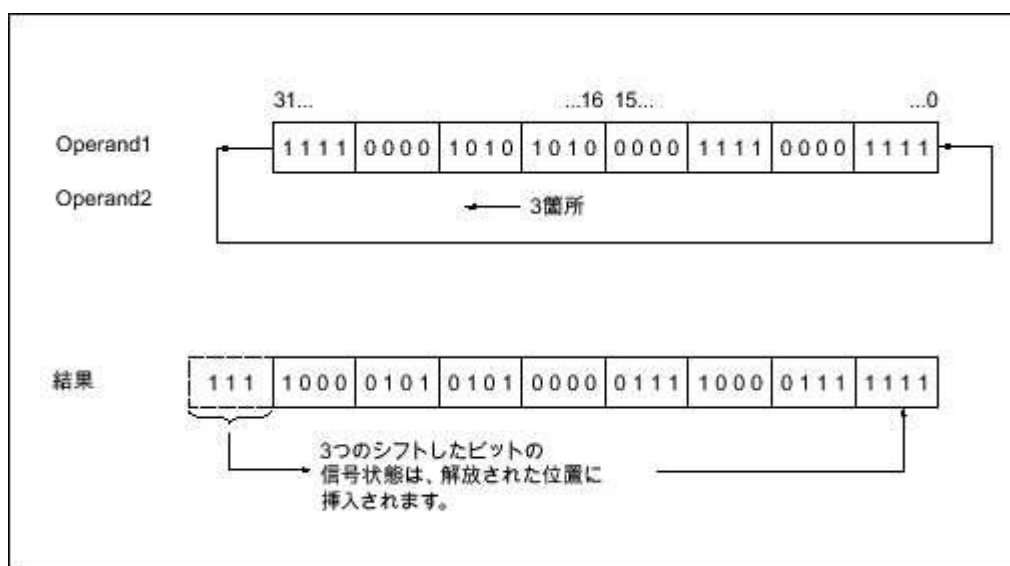 31... ...16 15... ...0
Operand1 1111 0000 1010 1010 0000 1111 0000 1111
Operand2 3箇所
結果 111 1000 0101 0101 0000 0111 1000 0111 1111
3つのシフトしたビットの
信号状態は、解放された位置に
挿入されます。